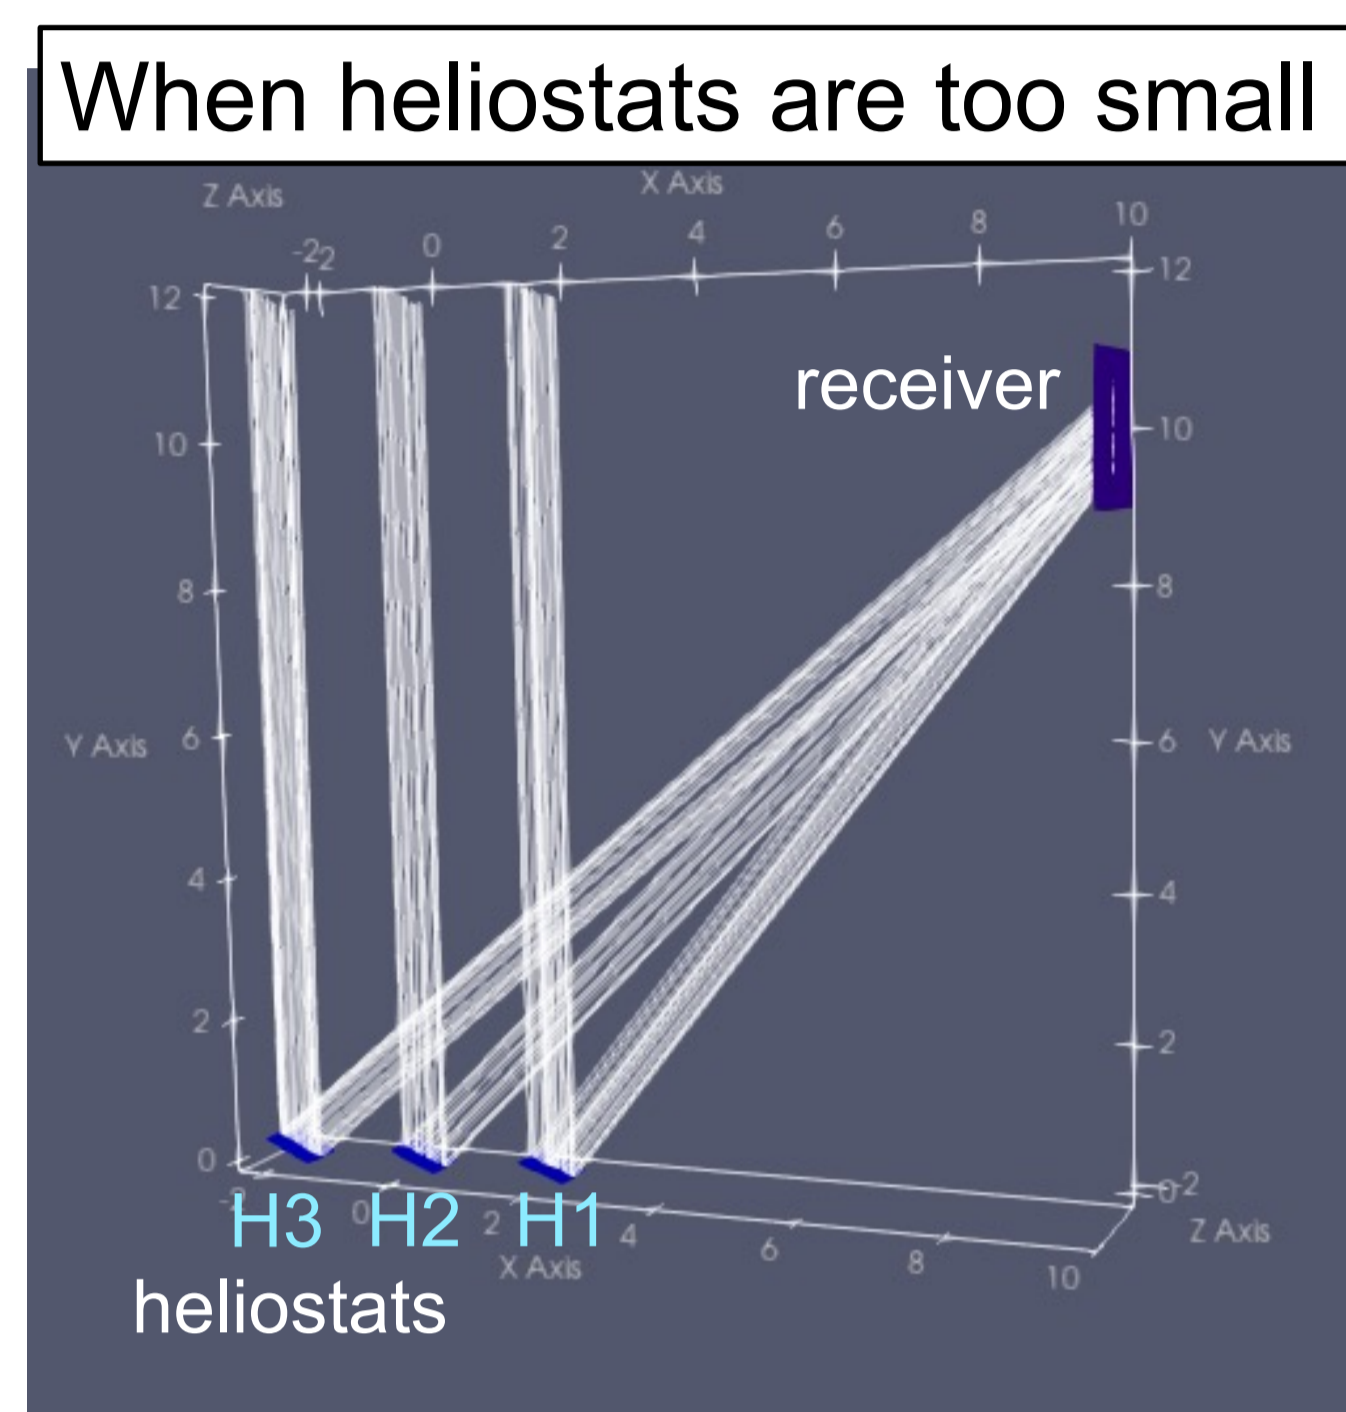 When heliostats are too small
Z Axis
X Axis
-2 2 0 2 4 6 8 10
12 12
receiver
10 10
8 8
Y Axis 6 6 Y Axis
4 4
2 2
0 0 -2
-2 0 2 4 6 8 10
H3 H2 H1
Z Axis
X Axis
heliostats